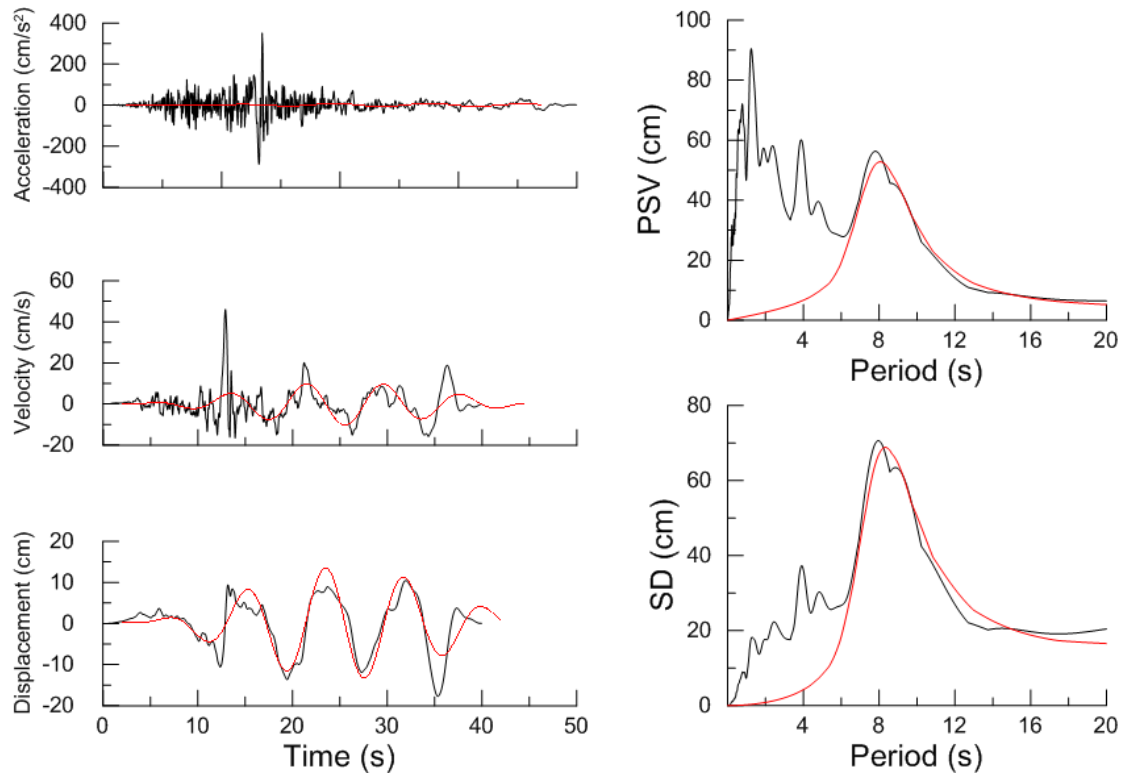 Acceleration (cm/s²)
400
200
0
-200
-400
Velocity (cm/s)
60
40
20
0
-20
Displacement (cm)
20
10
0
-10
-20
0 10 20 30 40 50
Time (s)
PSV (cm)
100
80
60
40
20
0
4 8 12 16 20
Period (s)
SD (cm)
80
60
40
20
0
4 8 12 16 20
Period (s)